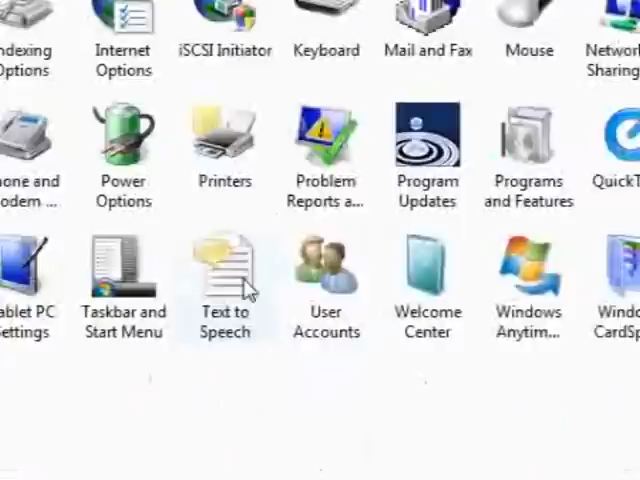 ndexing Internet iSCSI Initiator Keyboard Mail and Fax Mouse Network
Options Options Sharing
hone and Power Printers Problem Program Programs QuickT
odem ... Options Reports a... Updates and Features
ablet PC Taskbar and Text to User Welcome Windows Windo
Settings Start Menu Speech Accounts Center Anytim... CardSp